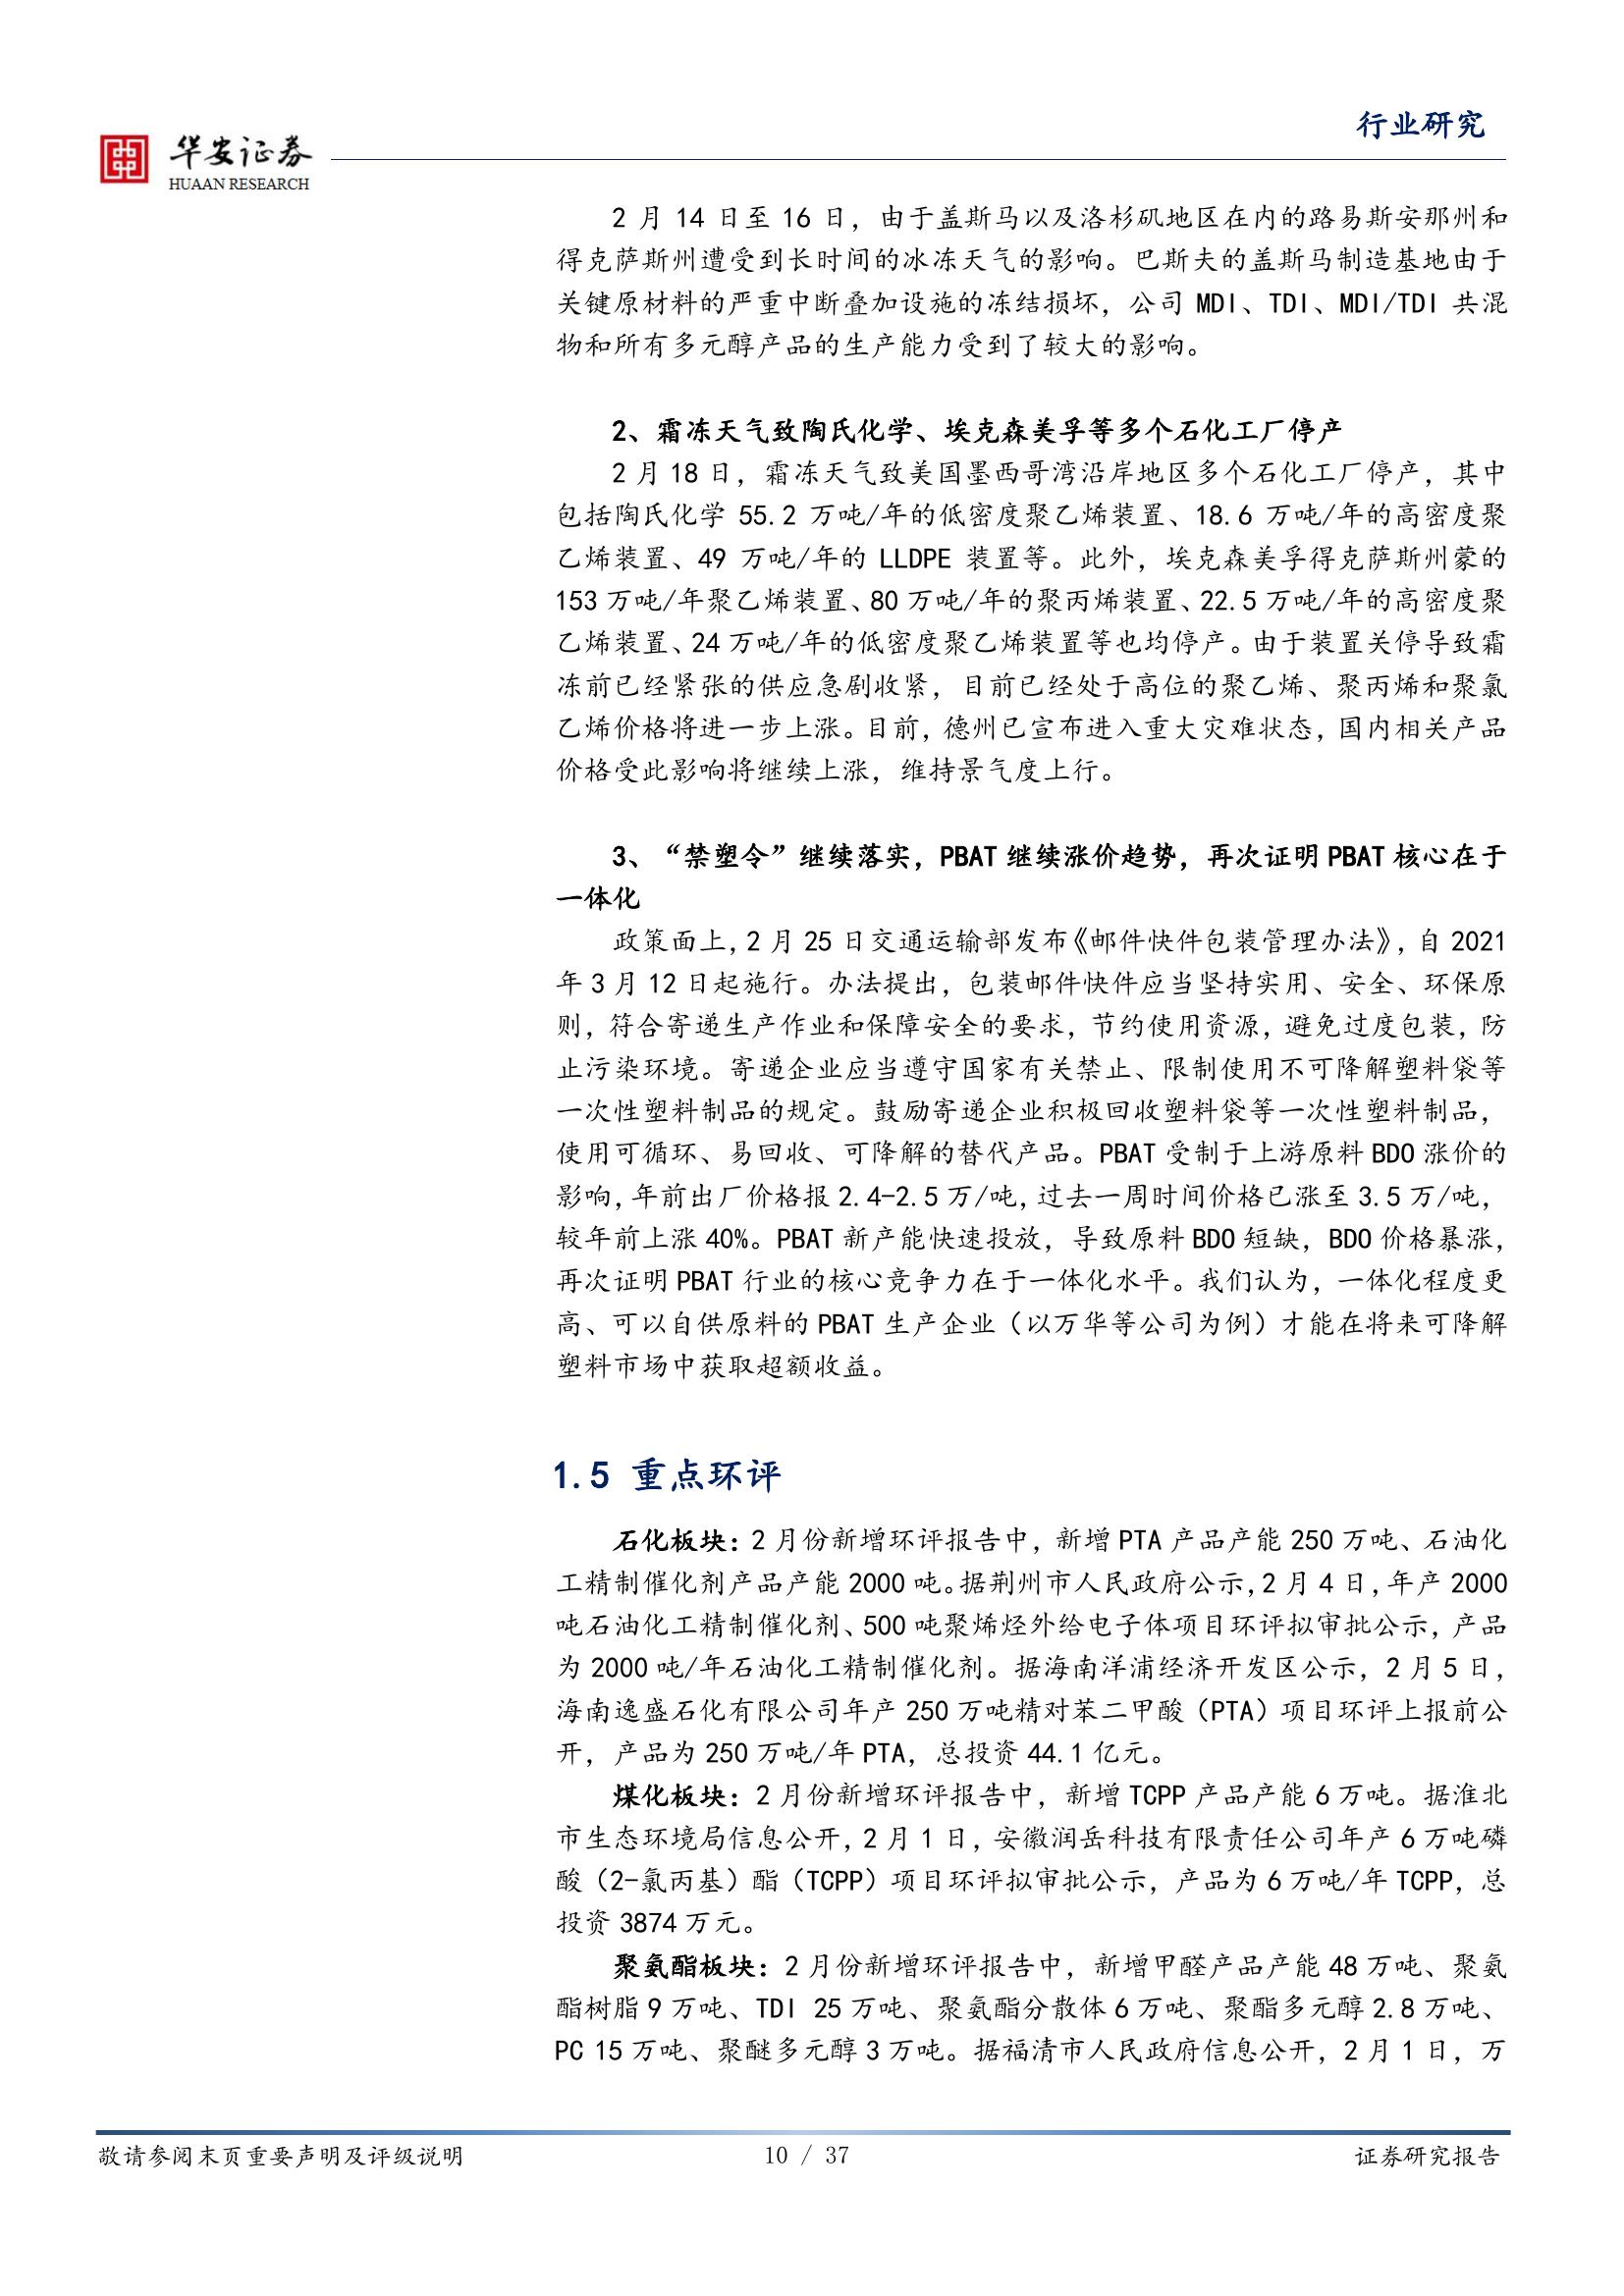 行业研究
华安证券
HUAAN RESEARCH
2 月 14 日至 16 日，由于盖斯马以及洛杉矶地区在内的路易斯安那州和
得克萨斯州遭受到长时间的冰冻天气的影响。巴斯夫的盖斯马制造基地由于
关键原材料的严重中断叠加设施的冻结损坏，公司 MDI、TDI、MDI/TDI 共混
物和所有多元醇产品的生产能力受到了较大的影响。
2、霜冻天气致陶氏化学、埃克森美孚等多个石化工厂停产
2 月 18 日，霜冻天气致美国墨西哥湾沿岸地区多个石化工厂停产，其中
包括陶氏化学 55.2 万吨/年的低密度聚乙烯装置、18.6 万吨/年的高密度聚
乙烯装置、49 万吨/年的 LLDPE 装置等。此外，埃克森美孚得克萨斯州蒙的
153 万吨/年聚乙烯装置、80 万吨/年的聚丙烯装置、22.5 万吨/年的高密度聚
乙烯装置、24 万吨/年的低密度聚乙烯装置等也均停产。由于装置关停导致霜
冻前已经紧张的供应急剧收紧，目前已经处于高位的聚乙烯、聚丙烯和聚氯
乙烯价格将进一步上涨。目前，德州已宣布进入重大灾难状态，国内相关产品
价格受此影响将继续上涨，维持景气度上行。
3、“禁塑令”继续落实，PBAT 继续涨价趋势，再次证明 PBAT 核心在于
一体化
政策面上，2 月 25 日交通运输部发布《邮件快件包装管理办法》，自 2021
年 3 月 12 日起施行。办法提出，包装邮件快件应当坚持实用、安全、环保原
则，符合寄递生产作业和保障安全的要求，节约使用资源，避免过度包装，防
止污染环境。寄递企业应当遵守国家有关禁止、限制使用不可降解塑料袋等
一次性塑料制品的规定。鼓励寄递企业积极回收塑料袋等一次性塑料制品，
使用可循环、易回收、可降解的替代产品。PBAT 受制于上游原料 BDO 涨价的
影响，年前出厂价格报 2.4-2.5 万/吨，过去一周时间价格已涨至 3.5 万/吨，
较年前上涨 40%。PBAT 新产能快速投放，导致原料 BDO 短缺，BDO 价格暴涨，
再次证明 PBAT 行业的核心竞争力在于一体化水平。我们认为，一体化程度更
高、可以自供原料的 PBAT 生产企业（以万华等公司为例）才能在将来可降解
塑料市场中获取超额收益。
1.5 重点环评
石化板块：2 月份新增环评报告中，新增 PTA 产品产能 250 万吨、石油化
工精制催化剂产品产能 2000 吨。据荆州市人民政府公示，2 月 4 日，年产 2000
吨石油化工精制催化剂、500 吨聚烯烃外给电子体项目环评拟审批公示，产品
为 2000 吨/年石油化工精制催化剂。据海南洋浦经济开发区公示，2 月 5 日，
海南逸盛石化有限公司年产 250 万吨精对苯二甲酸（PTA）项目环评上报前公
开，产品为 250 万吨/年 PTA，总投资 44.1 亿元。
煤化板块：2 月份新增环评报告中，新增 TCPP 产品产能 6 万吨。据淮北
市生态环境局信息公开，2 月 1 日，安徽润岳科技有限责任公司年产 6 万吨磷
酸（2-氯丙基）酯（TCPP）项目环评拟审批公示，产品为 6 万吨/年 TCPP，总
投资 3874 万元。
聚氨酯板块：2 月份新增环评报告中，新增甲醛产品产能 48 万吨、聚氨
酯树脂 9 万吨、TDI 25 万吨、聚氨酯分散体 6 万吨、聚酯多元醇 2.8 万吨、
PC 15 万吨、聚醚多元醇 3 万吨。据福清市人民政府信息公开，2 月 1 日，万
敬请参阅末页重要声明及评级说明
10 / 37
证券研究报告